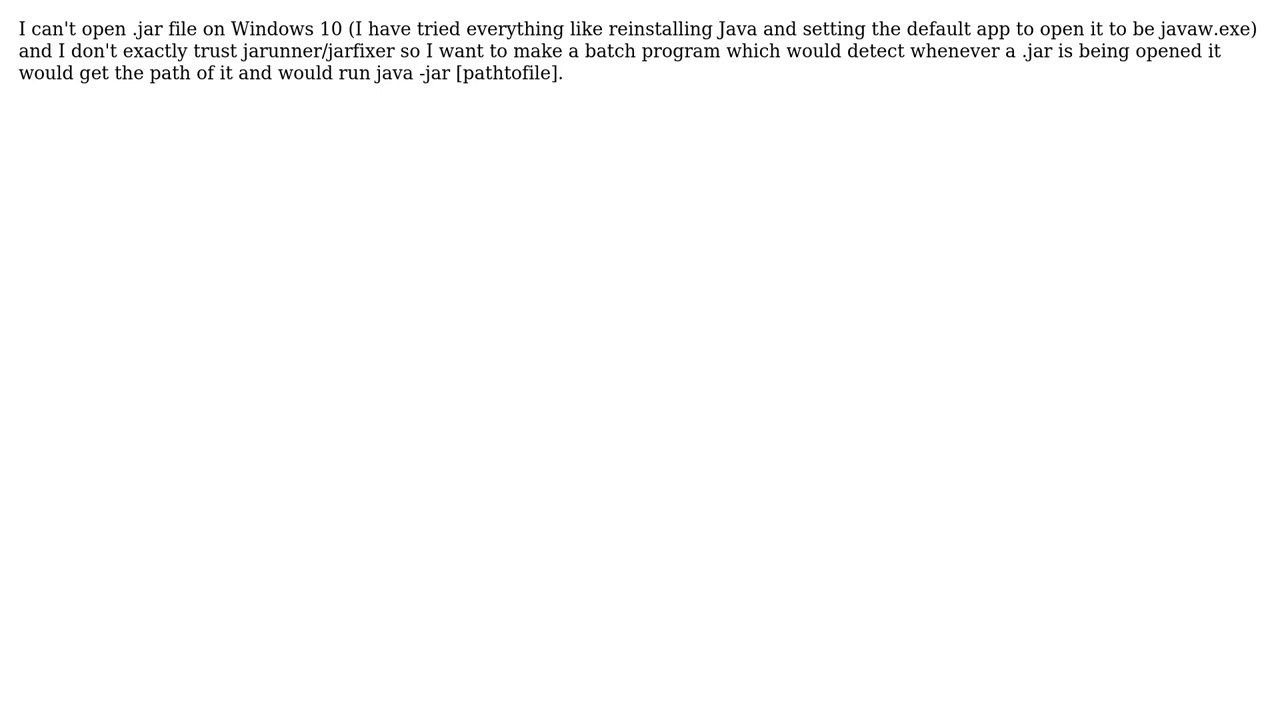 I can't open .jar file on Windows 10 (I have tried everything like reinstalling Java and setting the default app to open it to be javaw.exe)
and I don't exactly trust jarunner/jarfixer so I want to make a batch program which would detect whenever a .jar is being opened it
would get the path of it and would run java -jar [pathtofile].